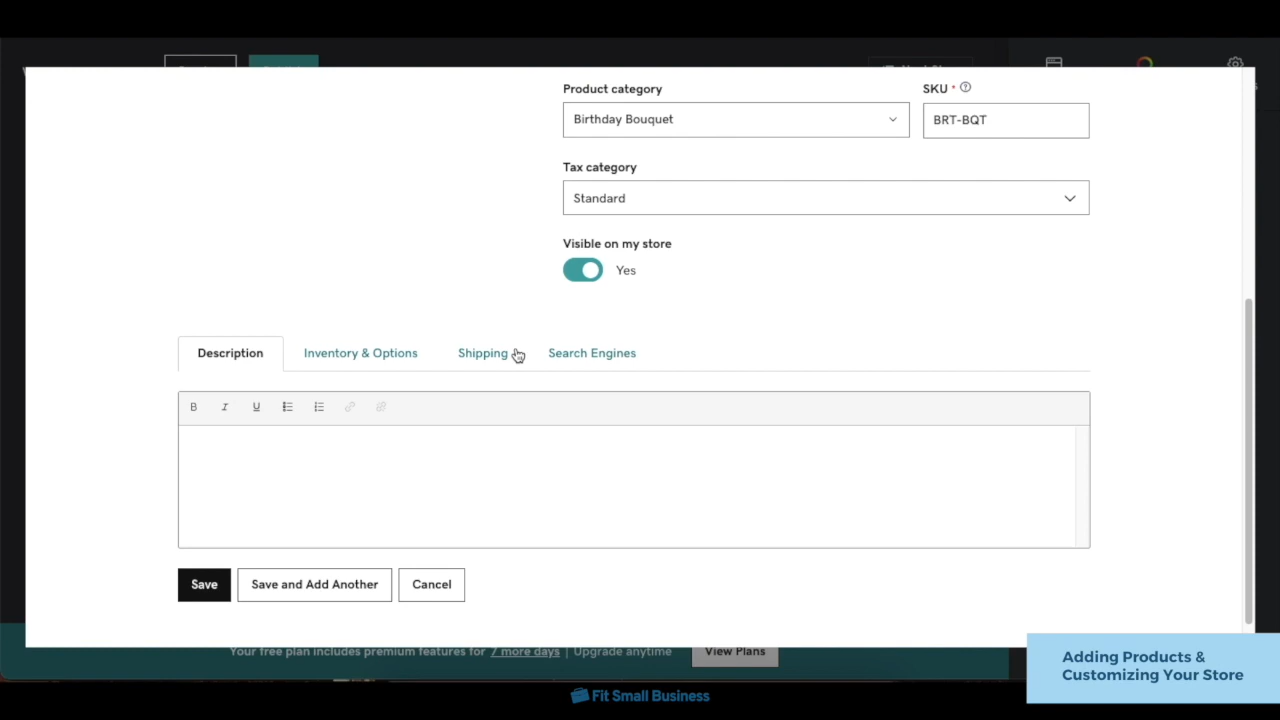 Product category
SKU *
Birthday Bouquet
BRT-BQT
Tax category
Standard
Visible on my store
Yes
Description
Inventory & Options
Shipping
Search Engines
B I U
Save
Save and Add Another
Cancel
Your free plan includes premium features for 7 more days | Upgrade anytime
View Plans
Adding Products &
Customizing Your Store
Fit Small Business